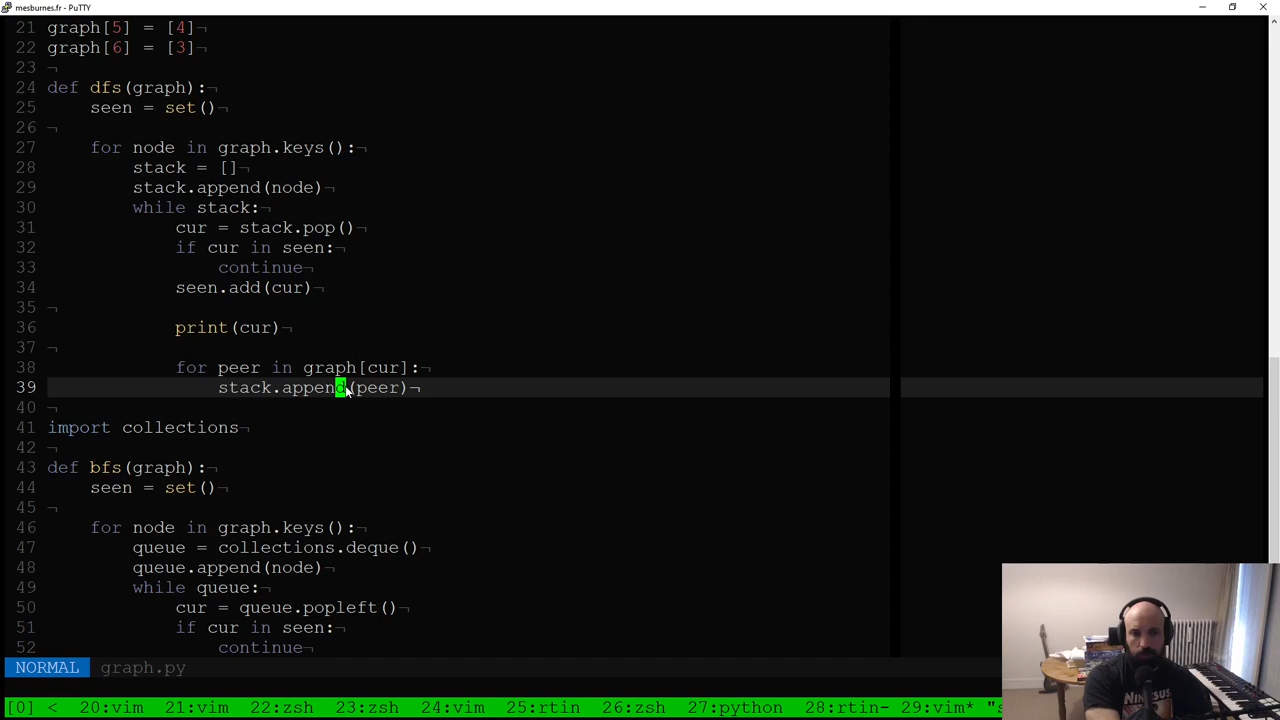 mesburnes.fr - PuTTY
21 graph[5] = [4]¬
22 graph[6] = [3]¬
23 ¬
24 def dfs(graph):¬
25     seen = set()¬
26 ¬
27     for node in graph.keys():¬
28         stack = []¬
29         stack.append(node)¬
30         while stack:¬
31             cur = stack.pop()¬
32             if cur in seen:¬
33                 continue¬
34             seen.add(cur)¬
35 ¬
36             print(cur)¬
37 ¬
38             for peer in graph[cur]:¬
39                 stack.append(peer)¬
40 ¬
41 import collections¬
42 ¬
43 def bfs(graph):¬
44     seen = set()¬
45 ¬
46     for node in graph.keys():¬
47         queue = collections.deque()¬
48         queue.append(node)¬
49         while queue:¬
50             cur = queue.popleft()¬
51             if cur in seen:¬
52                 continue¬
NORMAL graph.py
[0] < 20:vim 21:vim 22:zsh 23:zsh 24:vim 25:rtin 26:zsh 27:python 28:rtin- 29:vim* "s